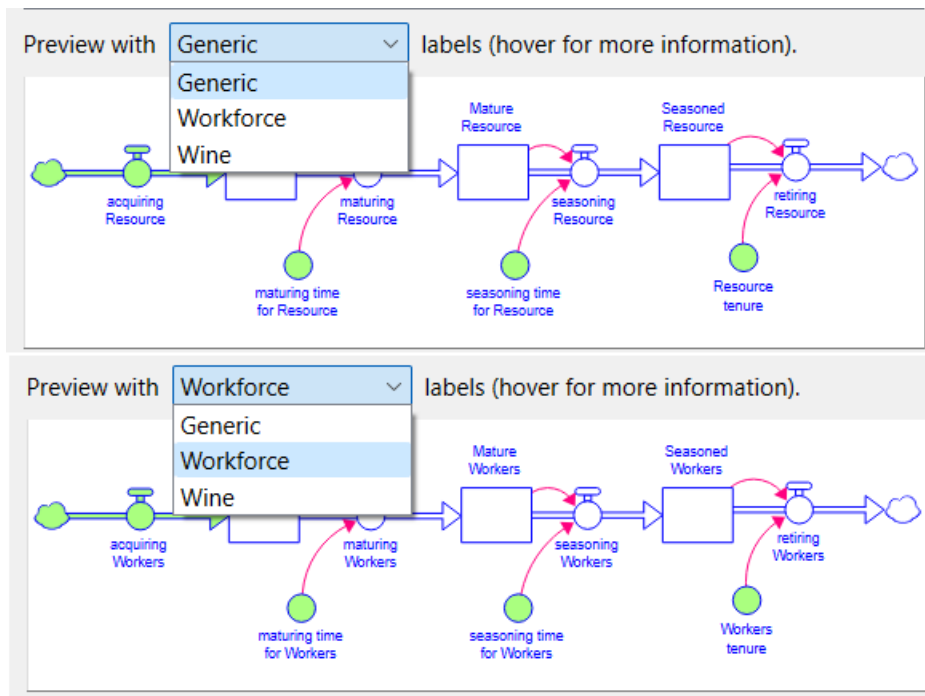 Preview with Generic labels (hover for more information).
Generic
Workforce
Wine
Mature
Resource
Seasoned
Resource
acquiring
Resource
maturing
Resource
seasoning
Resource
retiring
Resource
maturing time
for Resource
seasoning time
for Resource
Resource
tenure
Preview with Workforce labels (hover for more information).
Generic
Workforce
Wine
Mature
Workers
Seasoned
Workers
acquiring
Workers
maturing
Workers
seasoning
Workers
retiring
Workers
maturing time
for Workers
seasoning time
for Workers
Workers
tenure